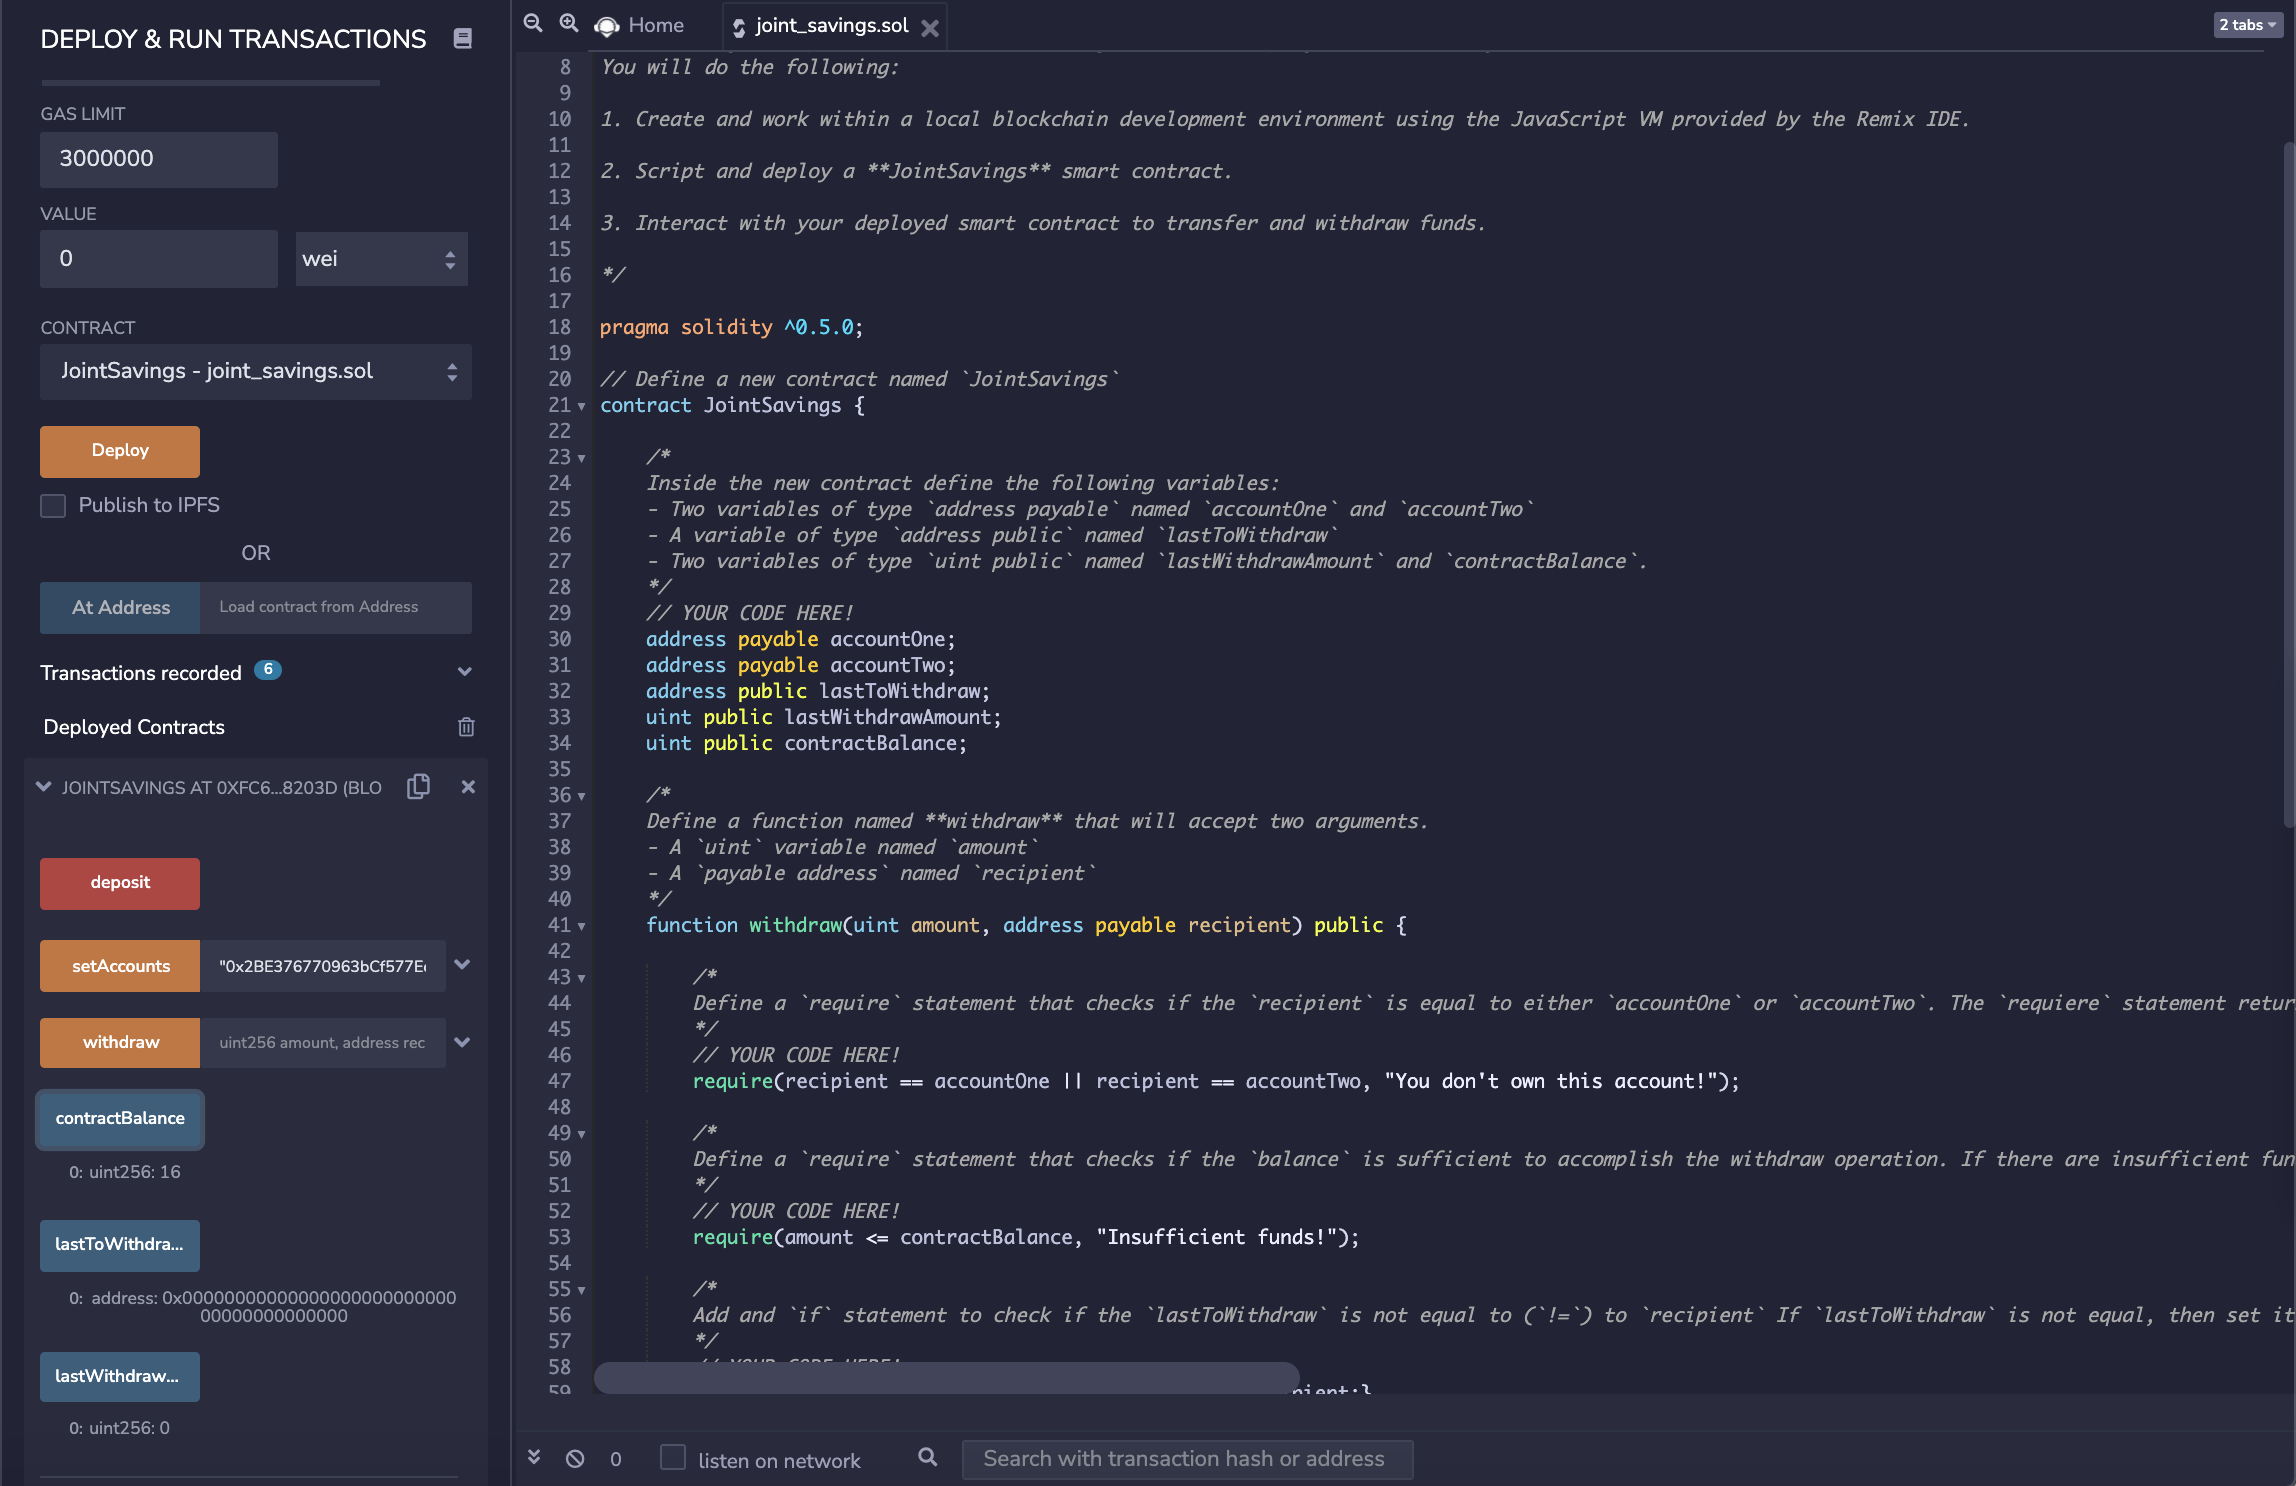 DEPLOY & RUN TRANSACTIONS
GAS LIMIT
3000000
VALUE
0
wei
CONTRACT
JointSavings - joint_savings.sol
Deploy
Publish to IPFS
OR
At Address
Load contract from Address
Transactions recorded 6
Deployed Contracts
JOINTSAVINGS AT 0XFC6...8203D (BLO
deposit
setAccounts
"0x2BE376770963bCf577E
withdraw
uint256 amount, address rec
contractBalance
0: uint256: 16
lastToWithdra...
0: address: 0x00000000000000000000000000
00000000000000
lastWithdraw...
0: uint256: 0
Home
joint_savings.sol
2 tabs
8 You will do the following:
9
10 1. Create and work within a local blockchain development environment using the JavaScript VM provided by the Remix IDE.
11
12 2. Script and deploy a **JointSavings** smart contract.
13
14 3. Interact with your deployed smart contract to transfer and withdraw funds.
15
16 */
17
18 pragma solidity ^0.5.0;
19
20 // Define a new contract named `JointSavings`
21 contract JointSavings {
22
23 /*
24 Inside the new contract define the following variables:
25 - Two variables of type `address payable` named `accountOne` and `accountTwo`
26 - A variable of type `address public` named `lastToWithdraw`
27 - Two variables of type `uint public` named `lastWithdrawAmount` and `contractBalance`.
28 */
29 // YOUR CODE HERE!
30 address payable accountOne;
31 address payable accountTwo;
32 address public lastToWithdraw;
33 uint public lastWithdrawAmount;
34 uint public contractBalance;
35
36 /*
37 Define a function named **withdraw** that will accept two arguments.
38 - A `uint` variable named `amount`
39 - A `payable address` named `recipient`
40 */
41 function withdraw(uint amount, address payable recipient) public {
42
43 /*
44 Define a `require` statement that checks if the `recipient` is equal to either `accountOne` or `accountTwo`. The `requiere` statement retur
45 */
46 // YOUR CODE HERE!
47 require(recipient == accountOne || recipient == accountTwo, "You don't own this account!");
48
49 /*
50 Define a `require` statement that checks if the `balance` is sufficient to accomplish the withdraw operation. If there are insufficient fun
51 */
52 // YOUR CODE HERE!
53 require(amount <= contractBalance, "Insufficient funds!");
54
55 /*
56 Add and `if` statement to check if the `lastToWithdraw` is not equal to (`!=`) to `recipient` If `lastToWithdraw` is not equal, then set it
57 */
58 // YOUR CODE HERE!
59 pient;}
0
listen on network
Search with transaction hash or address